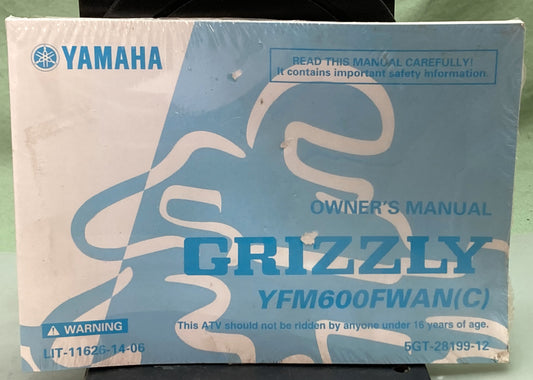 YAMAHA
READ THIS MANUAL CAREFULLY!
It contains important safety information.
OWNER'S MANUAL
GRIZZLY
YFM600FWAN(C)
WARNING
This ATV should not be ridden by anyone under 16 years of age.
LIT-11626-14-06
5GT-28199-12